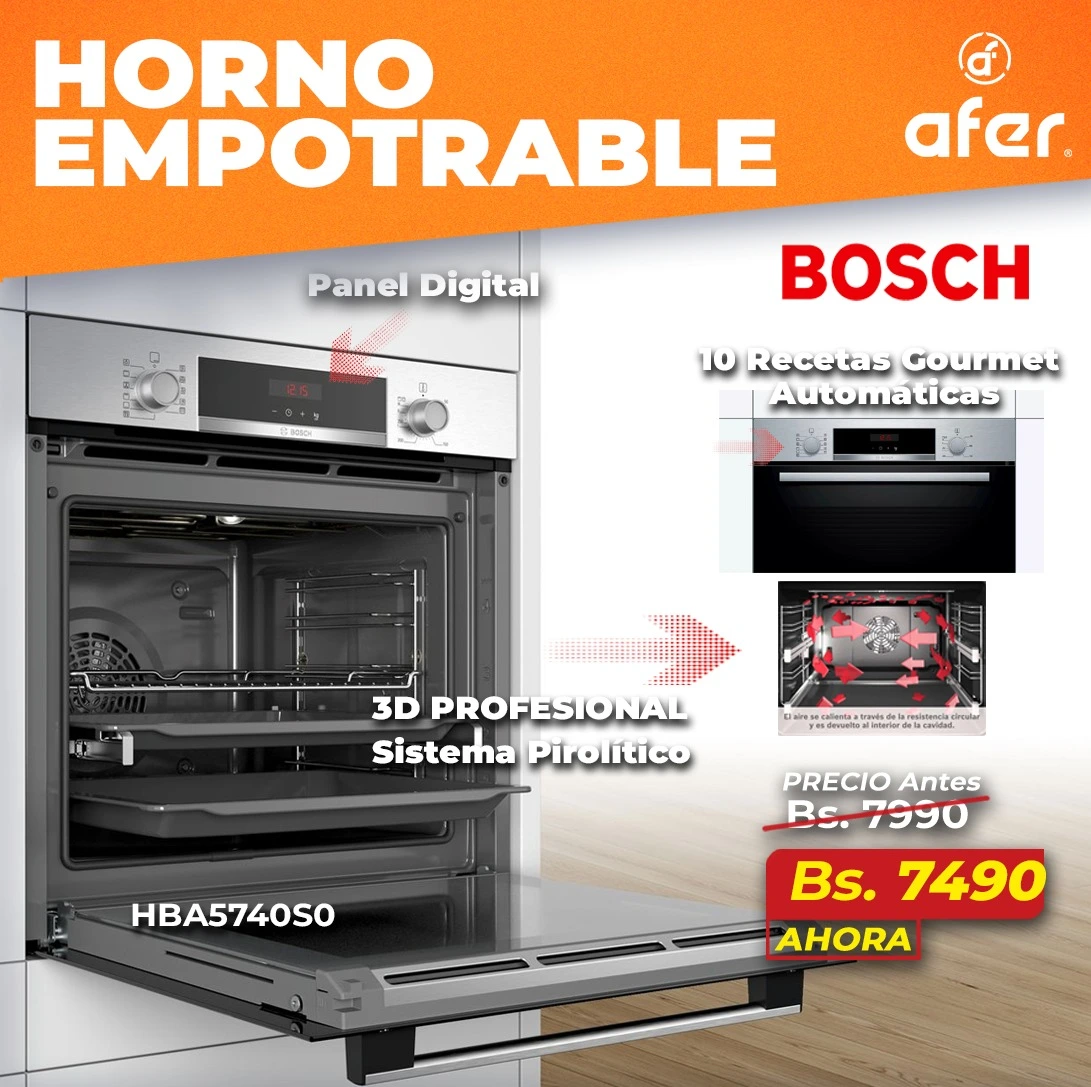 HORNO
EMPOTRABLE
afer®
Panel Digital
BOSCH
10 Recetas Gourmet
Automáticas
12:15
BOSCH
3D PROFESIONAL
Sistema Pirolítico
El aire se calienta a través de la resistencia circular
y es devuelto al interior de la cavidad.
PRECIO Antes
Bs. 7990
Bs. 7490
AHORA
HBA5740S0